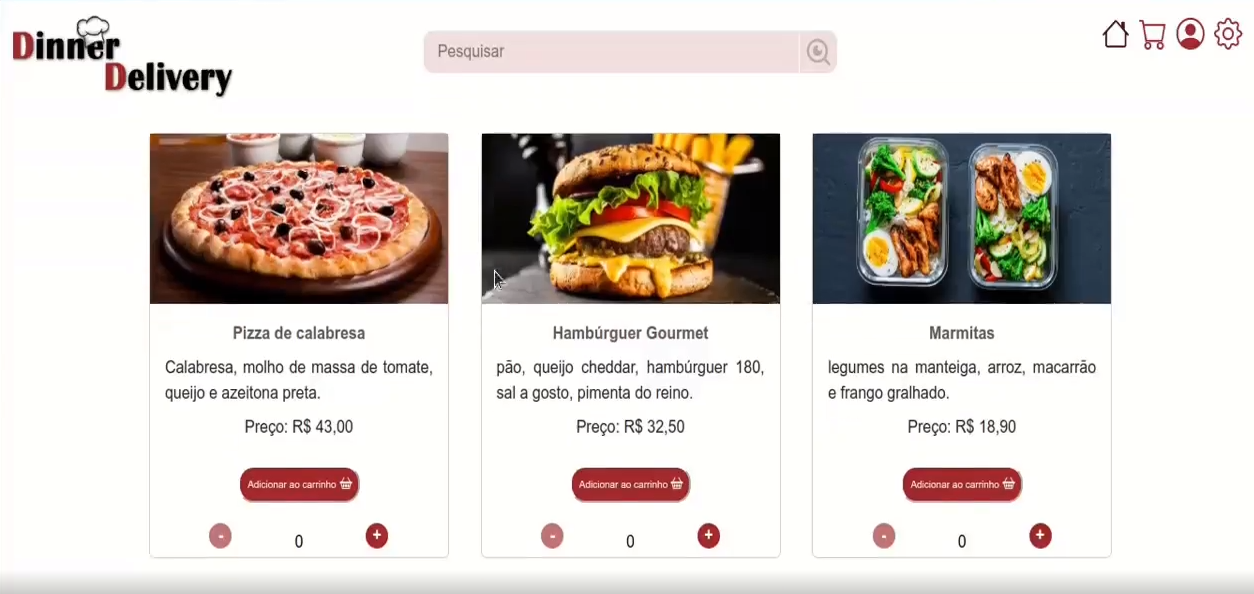 Dinner
Delivery
Pesquisar
Pizza de calabresa
Calabresa, molho de massa de tomate,
queijo e azeitona preta.
Preço: R$ 43,00
Adicionar ao carrinho
- 0 +
Hambúrguer Gourmet
pão, queijo cheddar, hambúrguer 180,
sal a gosto, pimenta do reino.
Preço: R$ 32,50
Adicionar ao carrinho
- 0 +
Marmitas
legumes na manteiga, arroz, macarrão
e frango gralhado.
Preço: R$ 18,90
Adicionar ao carrinho
- 0 +